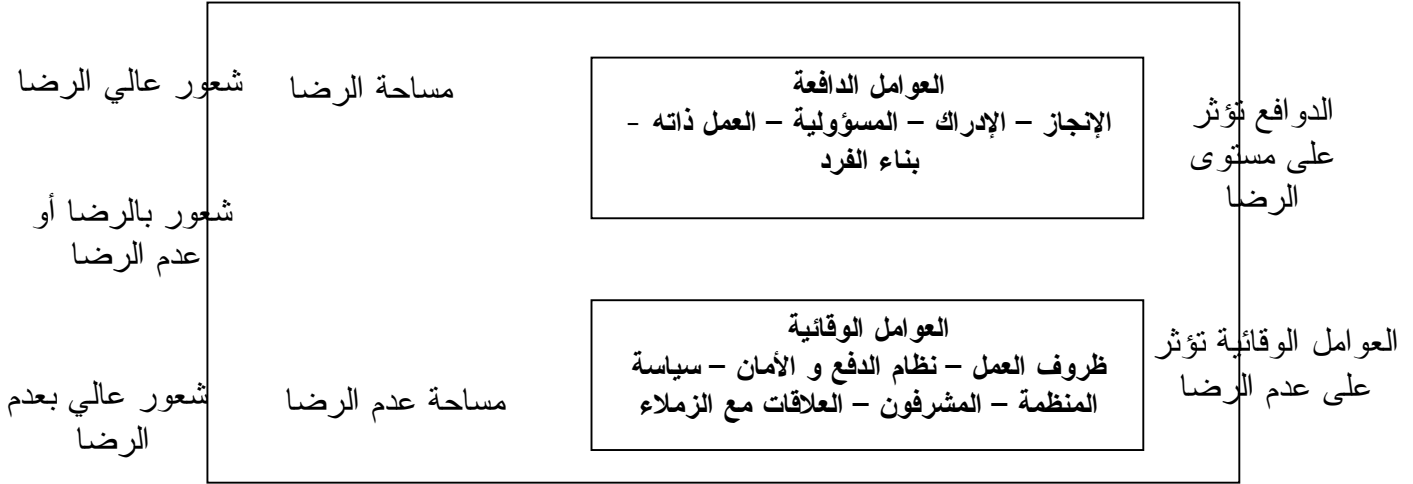 العوامل الدافعة
الإنجاز – الإدراك – المسؤولية – العمل ذاته -
بناء الفرد
الدوافع تؤثر
على مستوى
الرضا
مساحة الرضا
شعور عالي الرضا
شعور بالرضا أو
عدم الرضا
العوامل الوقائية
ظروف العمل – نظام الدفع و الأمان – سياسة
المنظمة – المشرفون – العلاقات مع الزملاء
العوامل الوقائية تؤثر
على عدم الرضا
مساحة عدم الرضا
شعور عالي بعدم
الرضا